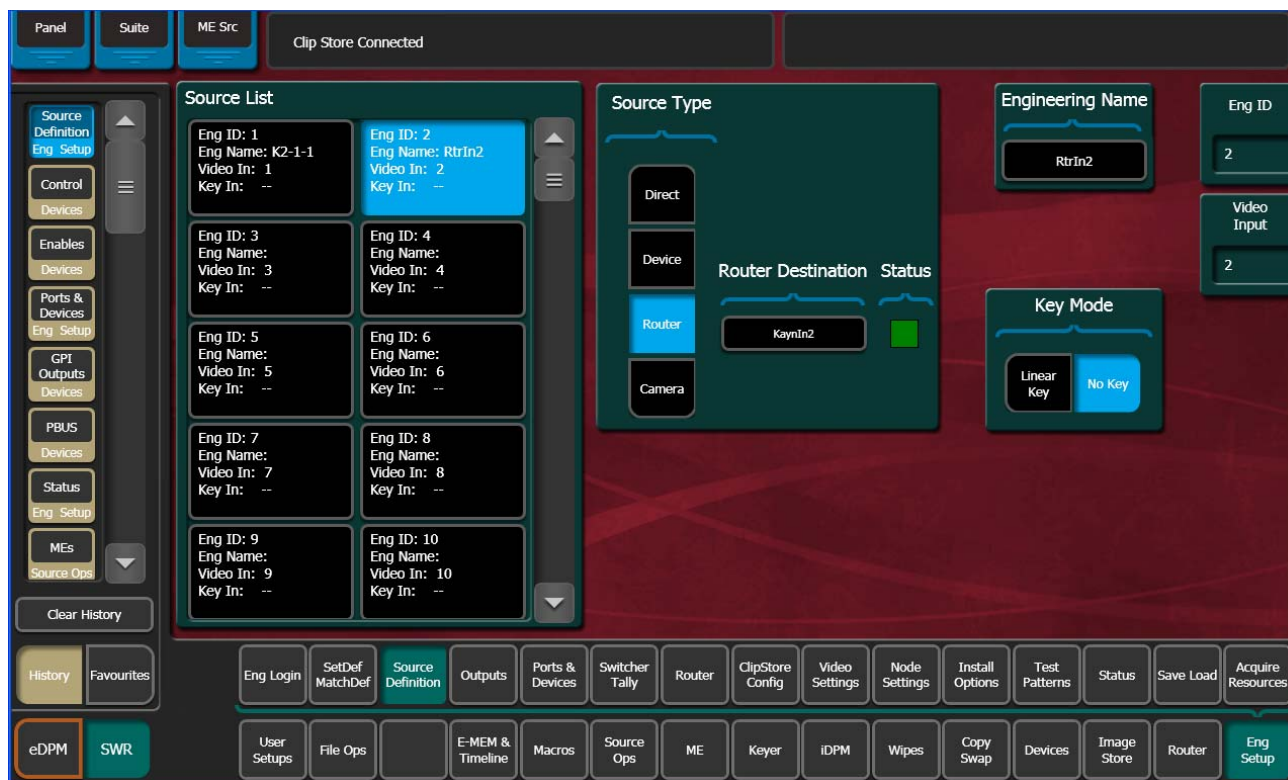 Panel
Suite
ME Src
Clip Store Connected
Source
Definition
Eng Setup
Control
Devices
Enables
Devices
Ports &
Devices
Eng Setup
GPI
Outputs
Devices
PBUS
Devices
Status
Eng Setup
MEs
Source Ops
Clear History
History
Favourites
eDPM
SWR
Source List
Eng ID: 1
Eng Name: K2-1-1
Video In: 1
Key In: --
Eng ID: 2
Eng Name: RtrIn2
Video In: 2
Key In: --
Eng ID: 3
Eng Name:
Video In: 3
Key In: --
Eng ID: 4
Eng Name:
Video In: 4
Key In: --
Eng ID: 5
Eng Name:
Video In: 5
Key In: --
Eng ID: 6
Eng Name:
Video In: 6
Key In: --
Eng ID: 7
Eng Name:
Video In: 7
Key In: --
Eng ID: 8
Eng Name:
Video In: 8
Key In: --
Eng ID: 9
Eng Name:
Video In: 9
Key In: --
Eng ID: 10
Eng Name:
Video In: 10
Key In: --
Source Type
Direct
Device
Router
Camera
Router Destination
KaynIn2
Status
Engineering Name
RtrIn2
Eng ID
2
Video
Input
2
Key Mode
Linear
Key
No Key
Eng Login
SetDef
MatchDef
Source
Definition
Outputs
Ports &
Devices
Switcher
Tally
Router
ClipStore
Config
Video
Settings
Node
Settings
Install
Options
Test
Patterns
Status
Save Load
Acquire
Resources
User
Setups
File Ops
E-MEM &
Timeline
Macros
Source
Ops
ME
Keyer
iDPM
Wipes
Copy
Swap
Devices
Image
Store
Router
Eng
Setup